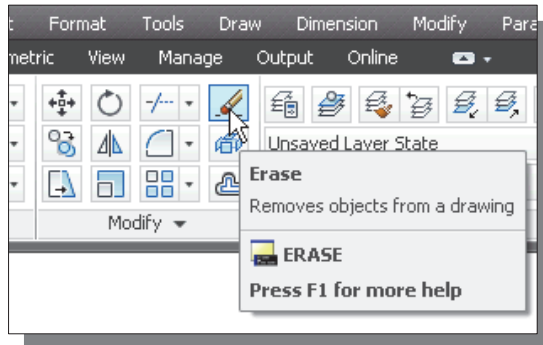 Format Tools Draw Dimension Modify Para
metric View Manage Output Online
Unsaved Layer State
Modify
Erase
Removes objects from a drawing
ERASE
Press F1 for more help